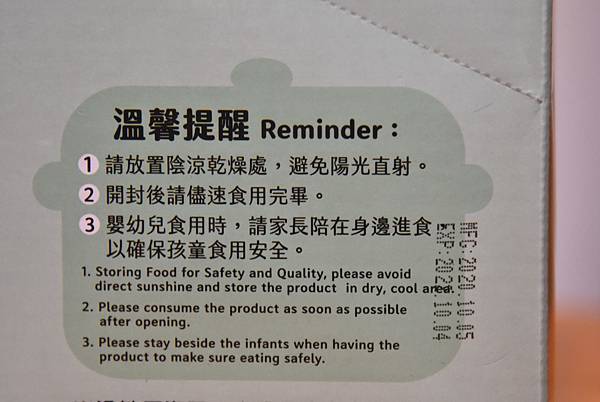 溫馨提醒 Reminder：
1 請放置陰涼乾燥處，避免陽光直射。
2 開封後請儘速食用完畢。
3 嬰幼兒食用時，請家長陪在身邊進食
以確保孩童食用安全。
1. Storing Food for Safety and Quality, please avoid
direct sunshine and store the product in dry, cool area.
2. Please consume the product as soon as possible
after opening.
3. Please stay beside the infants when having the
product to make sure eating safely.
MFG:2020.10.05
EXP:2022.10.04